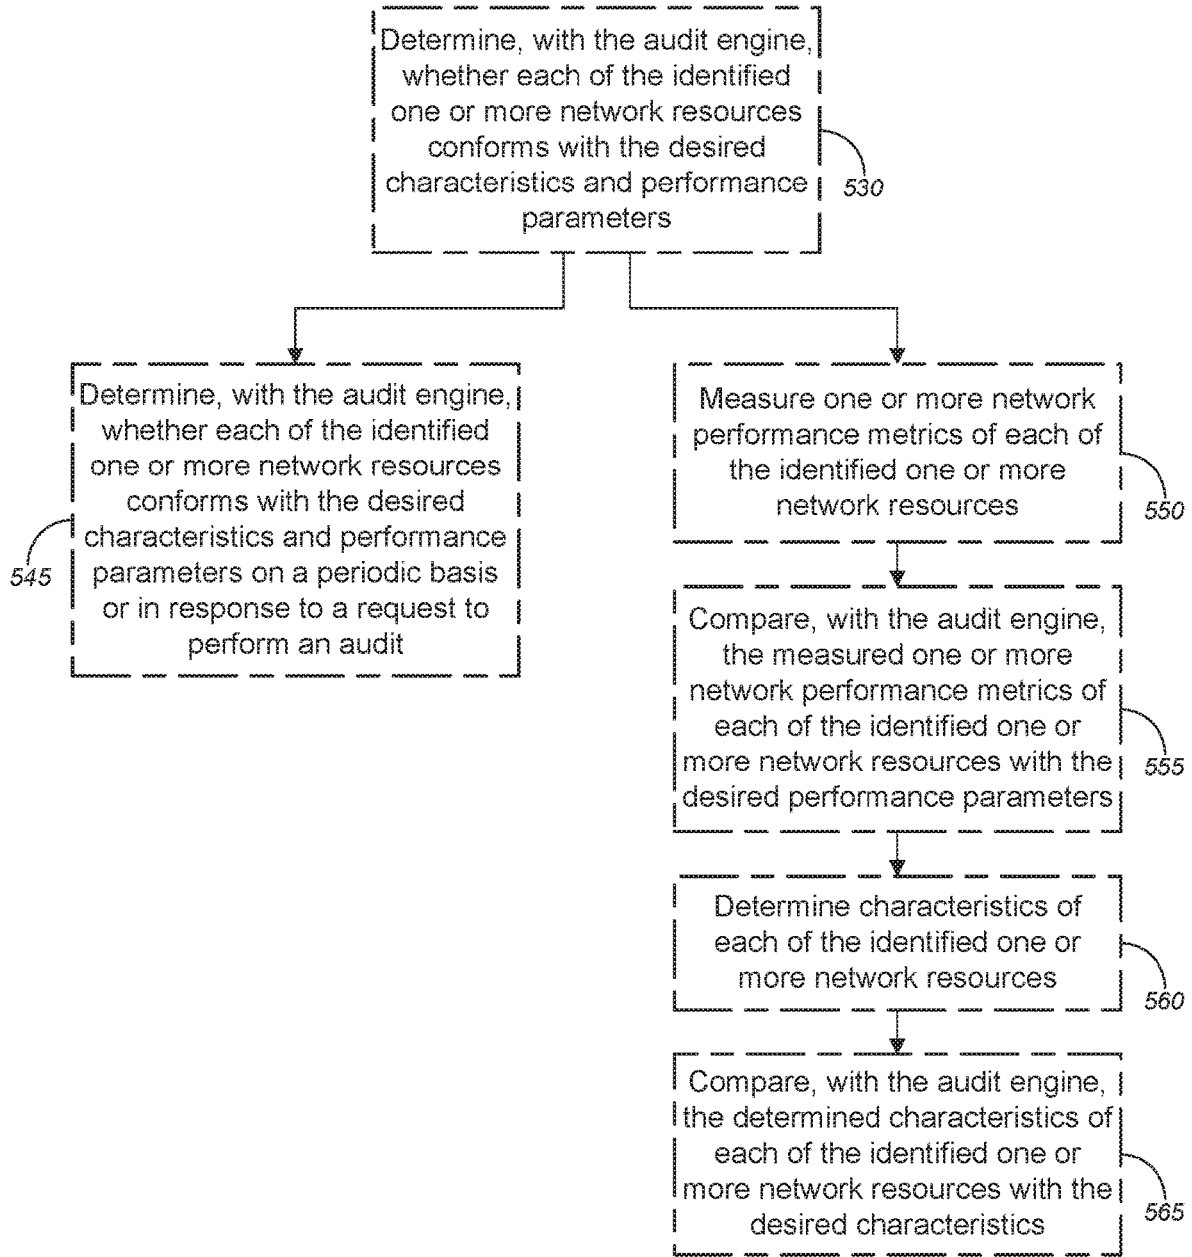 Determine, with the audit engine,
whether each of the identified
one or more network resources
conforms with the desired
characteristics and performance
parameters
530
Determine, with the audit engine,
whether each of the identified
one or more network resources
conforms with the desired
characteristics and performance
parameters on a periodic basis
or in response to a request to
perform an audit
545
Measure one or more network
performance metrics of each of
the identified one or more
network resources
550
Compare, with the audit engine,
the measured one or more
network performance metrics of
each of the identified one or
more network resources with the
desired performance parameters
555
Determine characteristics of
each of the identified one or
more network resources
560
Compare, with the audit engine,
the determined characteristics of
each of the identified one or
more network resources with the
desired characteristics
565